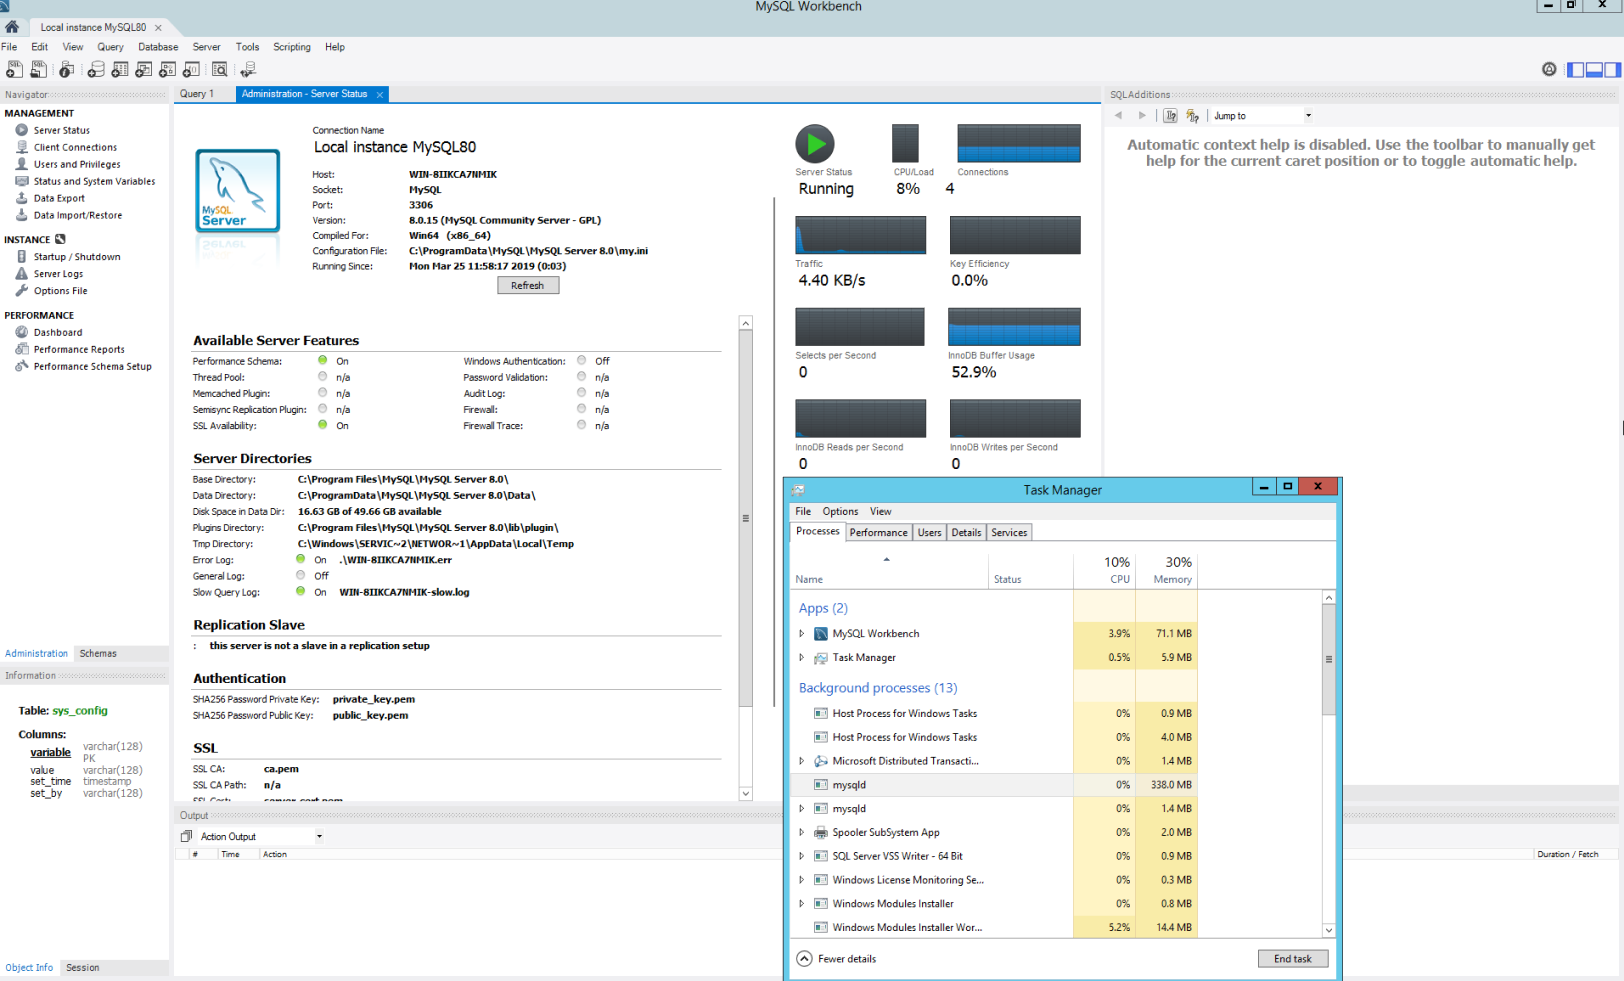 MySQL Workbench
Local instance MySQL80
File Edit View Query Database Server Tools Scripting Help
Navigator
MANAGEMENT
Server Status
Client Connections
Users and Privileges
Status and System Variables
Data Export
Data Import/Restore
INSTANCE
Startup / Shutdown
Server Logs
Options File
PERFORMANCE
Dashboard
Performance Reports
Performance Schema Setup
Administration Schemas
Information
Table: sys_config
Columns:
variable varchar(128) PK
value varchar(128)
set_time timestamp
set_by varchar(128)
Object Info Session
Query 1 Administration - Server Status
MySQL Server
Connection Name
Local instance MySQL80
Host: WIN-8IIKCA7NMIK
Socket: MySQL
Port: 3306
Version: 8.0.15 (MySQL Community Server - GPL)
Compiled For: Win64 (x86_64)
Configuration File: C:\ProgramData\MySQL\MySQL Server 8.0\my.ini
Running Since: Mon Mar 25 11:58:17 2019 (0:03)
Refresh
Available Server Features
Performance Schema: On Windows Authentication: Off
Thread Pool: n/a Password Validation: n/a
Memcached Plugin: n/a Audit Log: n/a
Semisync Replication Plugin: n/a Firewall: n/a
SSL Availability: On Firewall Trace: n/a
Server Directories
Base Directory: C:\Program Files\MySQL\MySQL Server 8.0\
Data Directory: C:\ProgramData\MySQL\MySQL Server 8.0\Data\
Disk Space in Data Dir: 16.63 GB of 49.66 GB available
Plugins Directory: C:\Program Files\MySQL\MySQL Server 8.0\lib\plugin\
Tmp Directory: C:\Windows\SERVIC~2\NETWOR~1\AppData\Local\Temp
Error Log: On .\WIN-8IIKCA7NMIK.err
General Log: Off
Slow Query Log: On WIN-8IIKCA7NMIK-slow.log
Replication Slave
: this server is not a slave in a replication setup
Authentication
SHA256 Password Private Key: private_key.pem
SHA256 Password Public Key: public_key.pem
SSL
SSL CA: ca.pem
SSL CA Path: n/a
SSL Cert: server-cert.pem
Server Status CPU/Load Connections
Running 8% 4
Traffic Key Efficiency
4.40 KB/s 0.0%
Selects per Second InnoDB Buffer Usage
0 52.9%
InnoDB Reads per Second InnoDB Writes per Second
0 0
SQLAdditions
Jump to
Automatic context help is disabled. Use the toolbar to manually get
help for the current caret position or to toggle automatic help.
Output
Action Output
# Time Action Duration / Fetch
Task Manager
File Options View
Processes Performance Users Details Services
10% 30%
Name Status CPU Memory
Apps (2)
MySQL Workbench 3.9% 71.1 MB
Task Manager 0.5% 5.9 MB
Background processes (13)
Host Process for Windows Tasks 0% 0.9 MB
Host Process for Windows Tasks 0% 4.0 MB
Microsoft Distributed Transacti... 0% 1.4 MB
mysqld 0% 338.0 MB
mysqld 0% 1.4 MB
Spooler SubSystem App 0% 2.0 MB
SQL Server VSS Writer - 64 Bit 0% 0.9 MB
Windows License Monitoring Se... 0% 0.3 MB
Windows Modules Installer 0% 0.8 MB
Windows Modules Installer Wor... 5.2% 14.4 MB
Fewer details End task